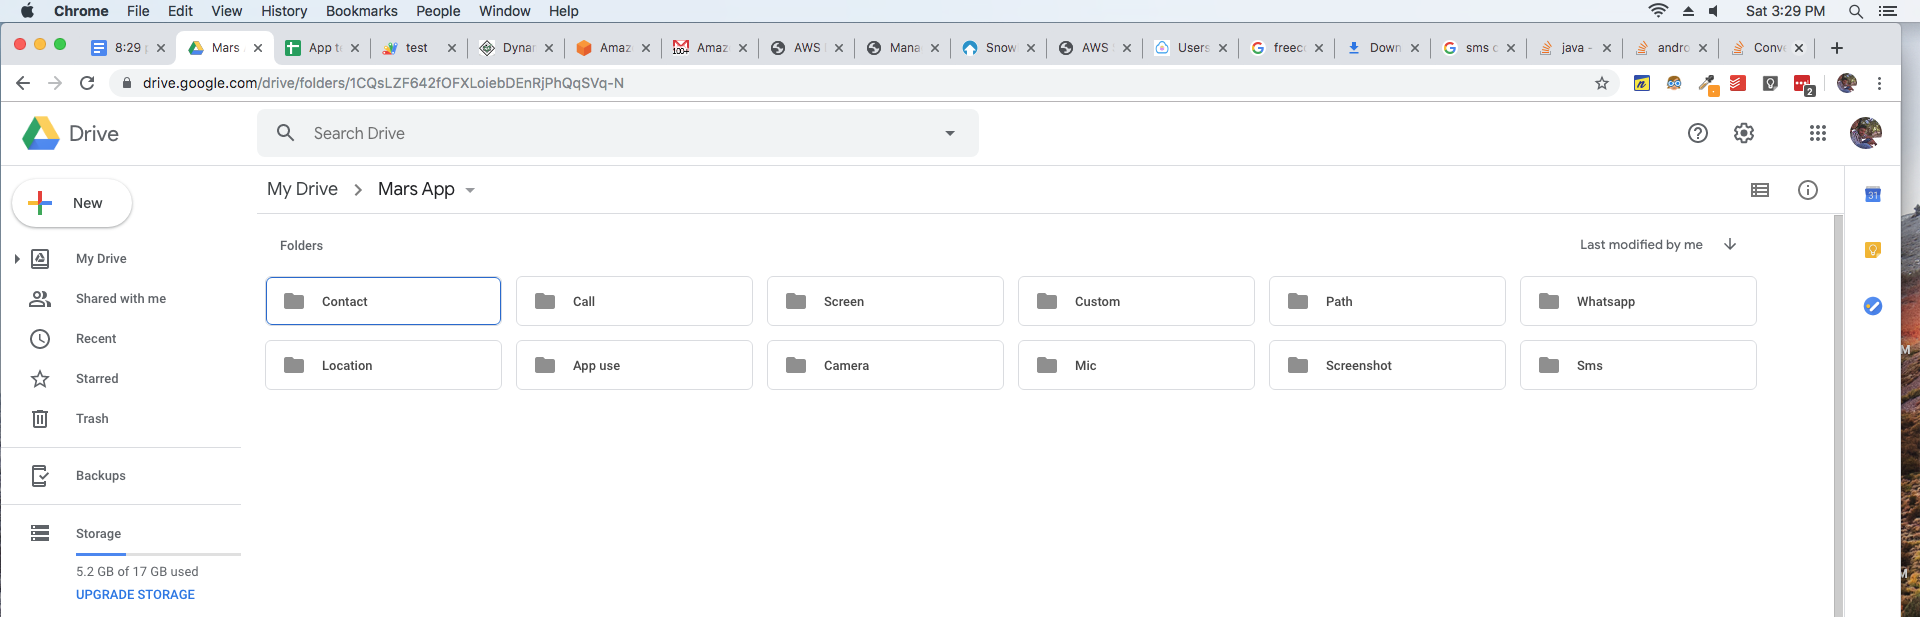 Chrome File Edit View History Bookmarks People Window Help Sat 3:29 PM
8:29 Mars App test Dynar Amaz 100+ Amaz AWS Mana Snow AWS Users freec Down sms c java - andro Conve
drive.google.com/drive/folders/1CQsLZF642fOFXLoiebDEnRjPhQqSVq-N 2
Drive Search Drive
New My Drive Mars App 31
Folders Last modified by me
My Drive
Shared with me
Recent
Starred
Trash
Backups
Storage
5.2 GB of 17 GB used
UPGRADE STORAGE
Contact Call Screen Custom Path Whatsapp
Location App use Camera Mic Screenshot Sms